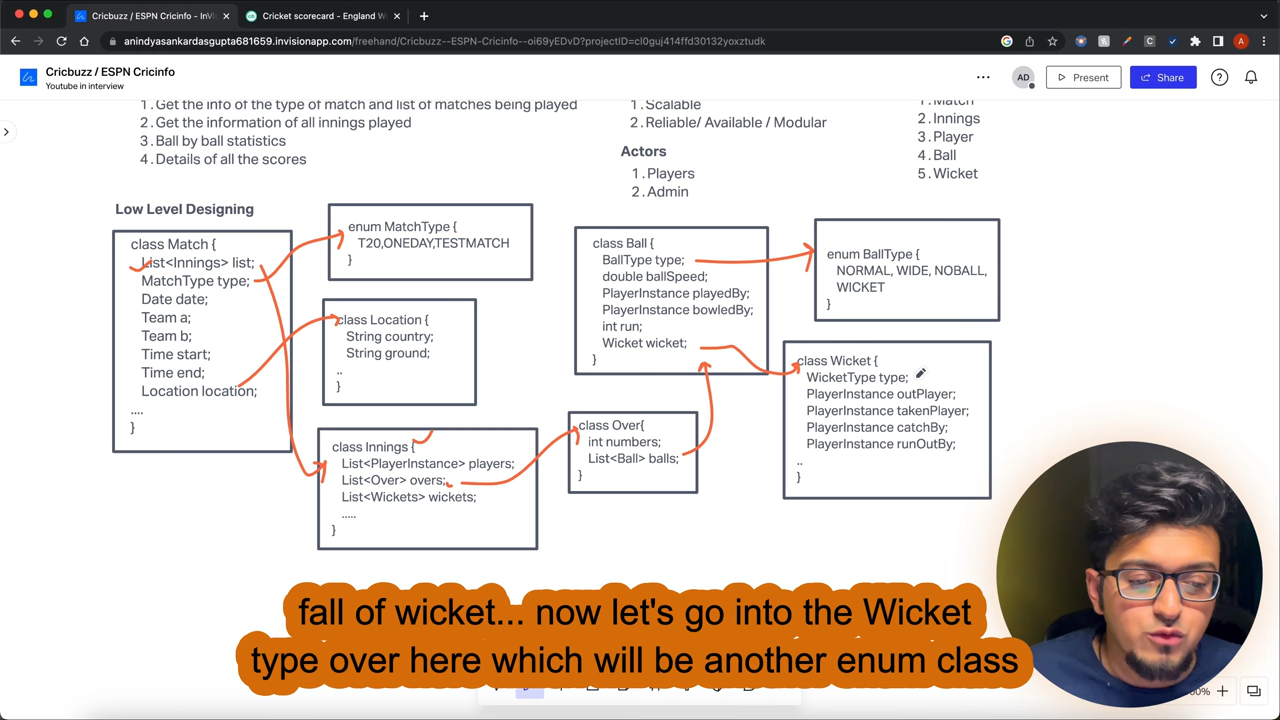 Cricbuzz / ESPN Cricinfo - InVi
Cricket scorecard - England W
anindyasankardasgupta681659.invisionapp.com/freehand/Cricbuzz--ESPN-Cricinfo--oi69yEDvD?projectID=cl0guj414ffd30132yoxztudk
Cricbuzz / ESPN Cricinfo
Youtube in interview
AD
Present
Share
1. Get the info of the type of match and list of matches being played
2. Get the information of all innings played
3. Ball by ball statistics
4. Details of all the scores
1. Scalable
2. Reliable/ Available / Modular
Actors
1. Players
2. Admin
1. Match
2. Innings
3. Player
4. Ball
5. Wicket
Low Level Designing
class Match {
List<Innings> list;
MatchType type;
Date date;
Team a;
Team b;
Time start;
Time end;
Location location;
....
}
enum MatchType {
T20,ONEDAY,TESTMATCH
}
class Location {
String country;
String ground;
..
}
class Innings {
List<PlayerInstance> players;
List<Over> overs;
List<Wickets> wickets;
.....
}
class Ball {
BallType type;
double ballSpeed;
PlayerInstance playedBy;
PlayerInstance bowledBy;
int run;
Wicket wicket;
}
class Over{
int numbers;
List<Ball> balls;
}
enum BallType {
NORMAL, WIDE, NOBALL,
WICKET
}
class Wicket {
WicketType type;
PlayerInstance outPlayer;
PlayerInstance takenPlayer;
PlayerInstance catchBy;
PlayerInstance runOutBy;
..
}
fall of wicket... now let's go into the Wicket
type over here which will be another enum class